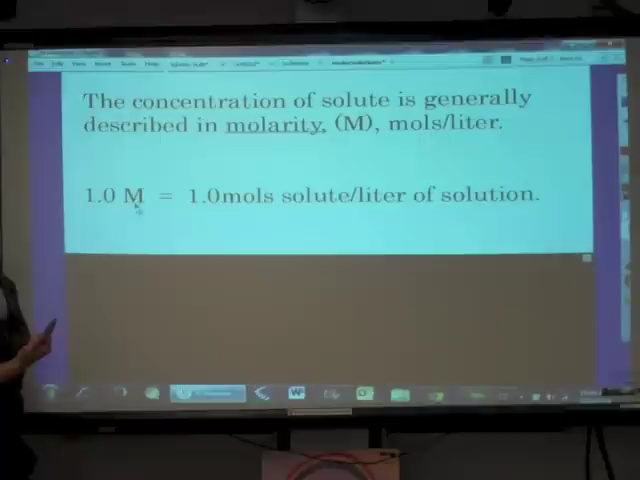 The concentration of solute is generally
described in molarity, (M), mols/liter.
1.0 M = 1.0mols solute/liter of solution.